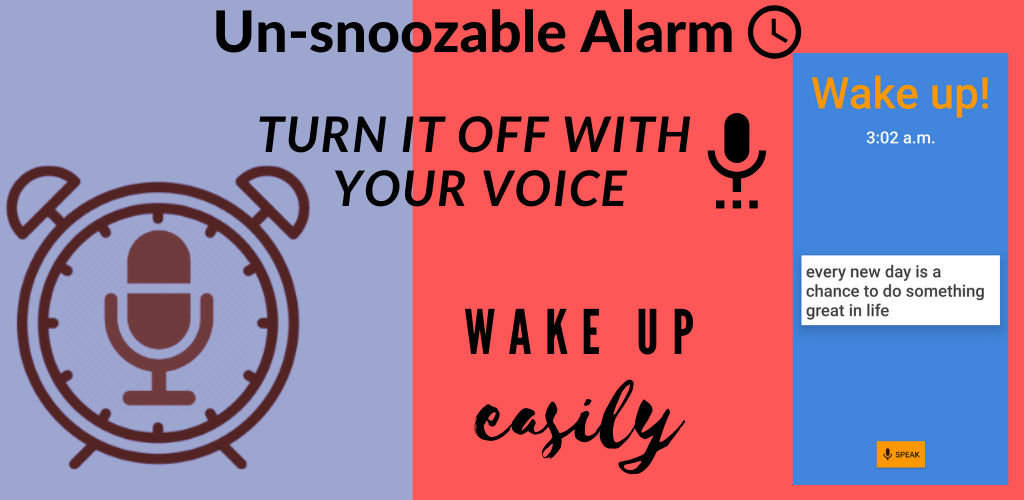 Un-snoozable Alarm
TURN IT OFF WITH
YOUR VOICE
WAKE UP
easily
Wake up!
3:02 a.m.
every new day is a
chance to do something
great in life
SPEAK